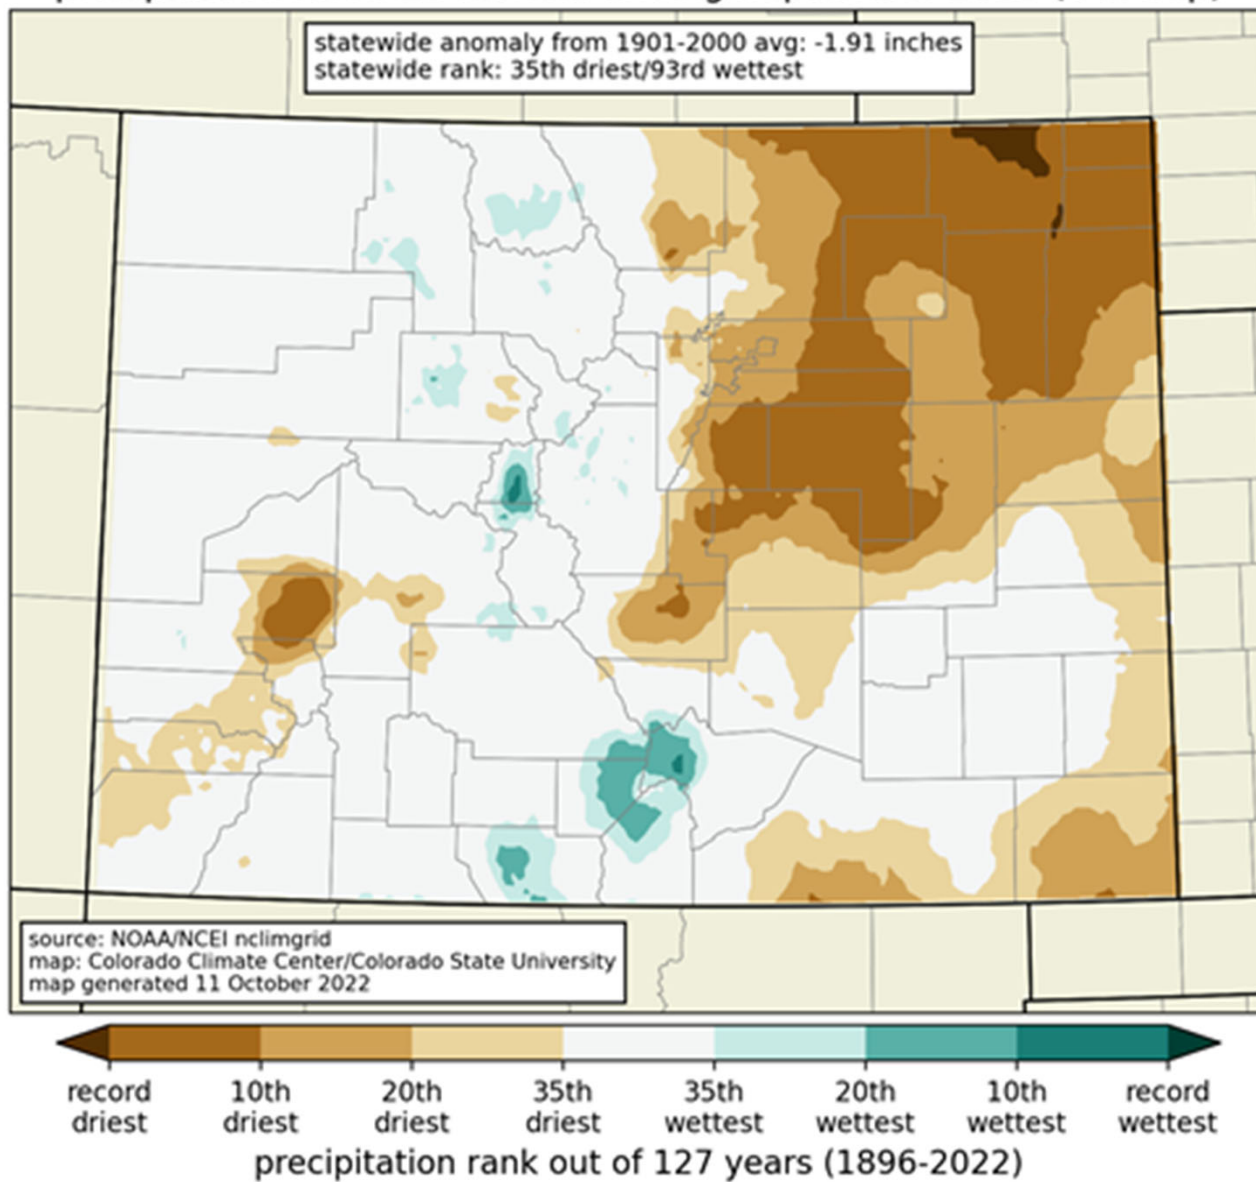 statewide anomaly from 1901-2000 avg: -1.91 inches
statewide rank: 35th driest/93rd wettest
source: NOAA/NCEI nclimgrid
map: Colorado Climate Center/Colorado State University
map generated 11 October 2022
record 10th 20th 35th 35th 20th 10th record
driest driest driest driest wettest wettest wettest wettest
precipitation rank out of 127 years (1896-2022)